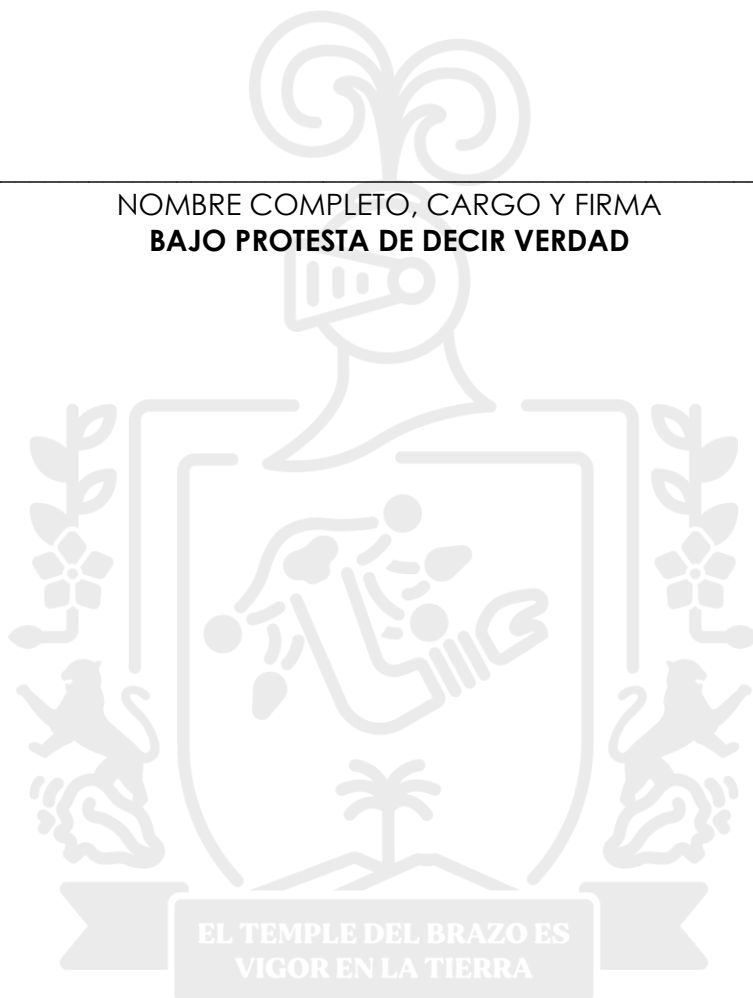 NOMBRE COMPLETO, CARGO Y FIRMA
BAJO PROTESTA DE DECIR VERDAD
EL TEMPLE DEL BRAZO ES
VIGOR EN LA TIERRA